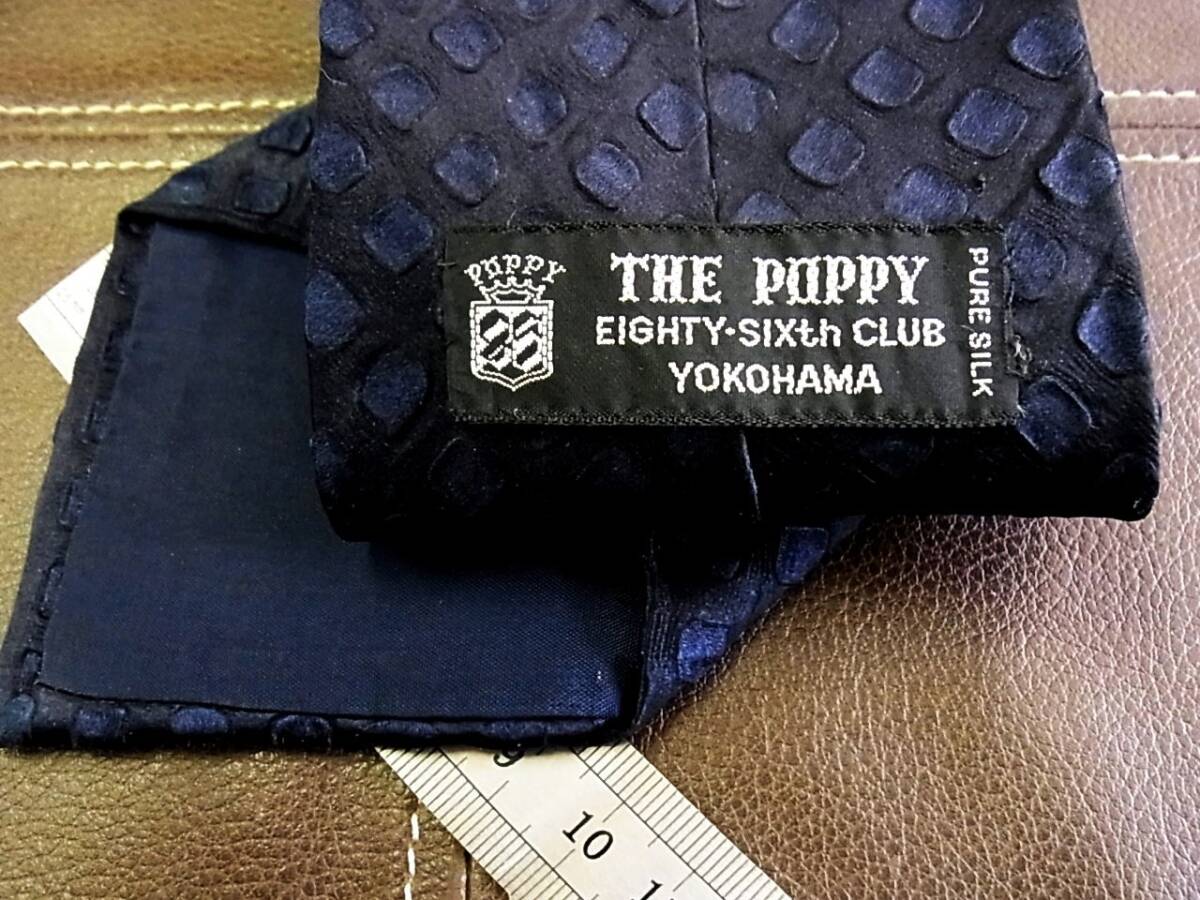 PUPPY
86
THE PUPPY
EIGHTY-SIXth CLUB
YOKOHAMA
PURE SILK
9
10